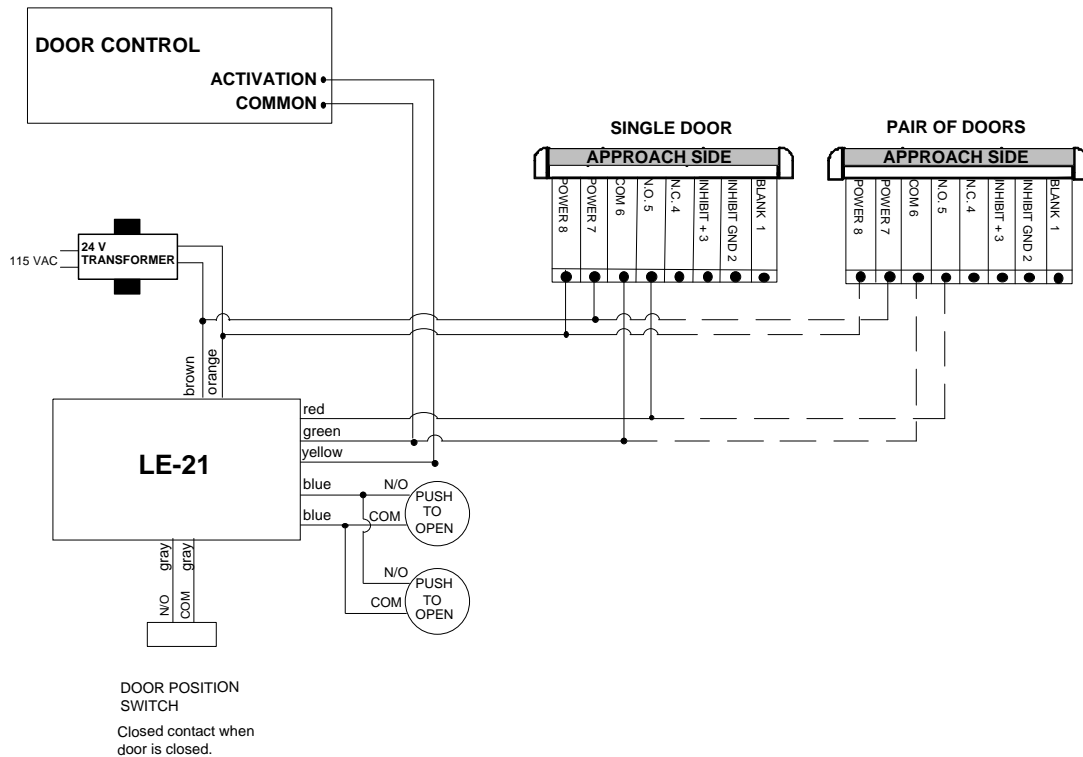 DOOR CONTROL
ACTIVATION
COMMON
SINGLE DOOR
APPROACH SIDE
POWER 8
POWER 7
COM 6
N.O. 5
N.C. 4
INHIBIT + 3
INHIBIT GND 2
BLANK 1
PAIR OF DOORS
APPROACH SIDE
POWER 8
POWER 7
COM 6
N.O. 5
N.C. 4
INHIBIT + 3
INHIBIT GND 2
BLANK 1
115 VAC
24 V
TRANSFORMER
brown
orange
LE-21
red
green
yellow
blue
blue
N/O
COM
PUSH
TO
OPEN
N/O
COM
PUSH
TO
OPEN
gray
gray
N/O
COM
DOOR POSITION
SWITCH
Closed contact when
door is closed.